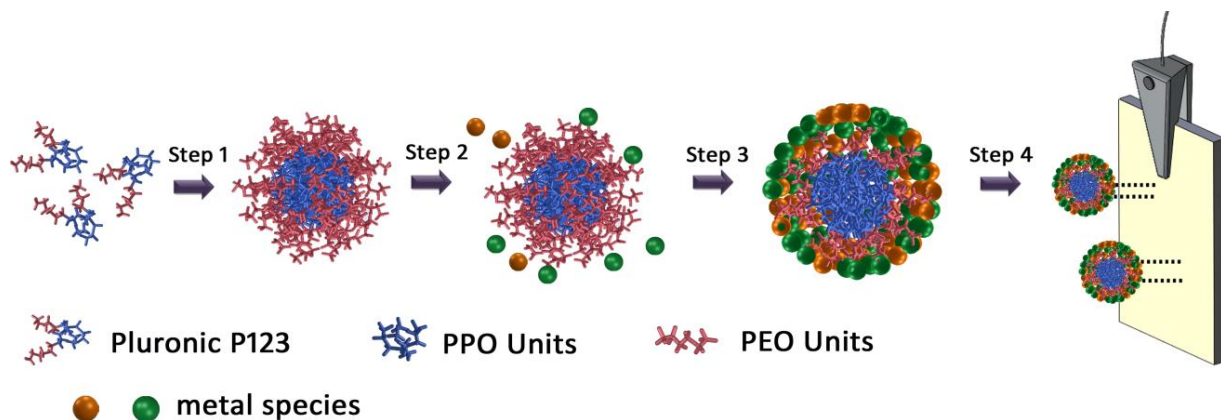 Step 1
Step 2
Step 3
Step 4
Pluronic P123
PPO Units
PEO Units
metal species